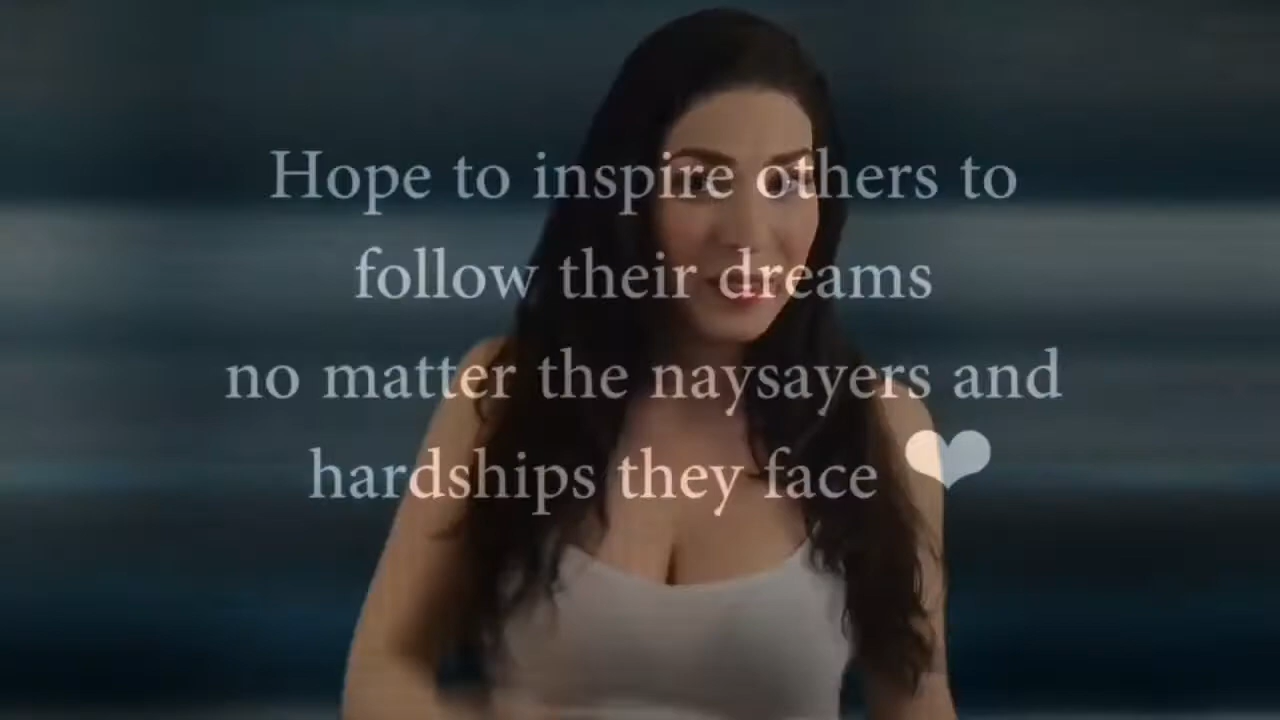 Hope to inspire others to
follow their dreams
no matter the naysayers and
hardships they face ❤